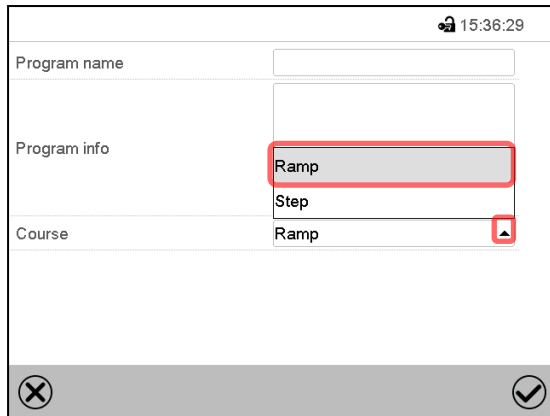 15:36:29
Program name
Program info
Ramp
Step
Course
Ramp